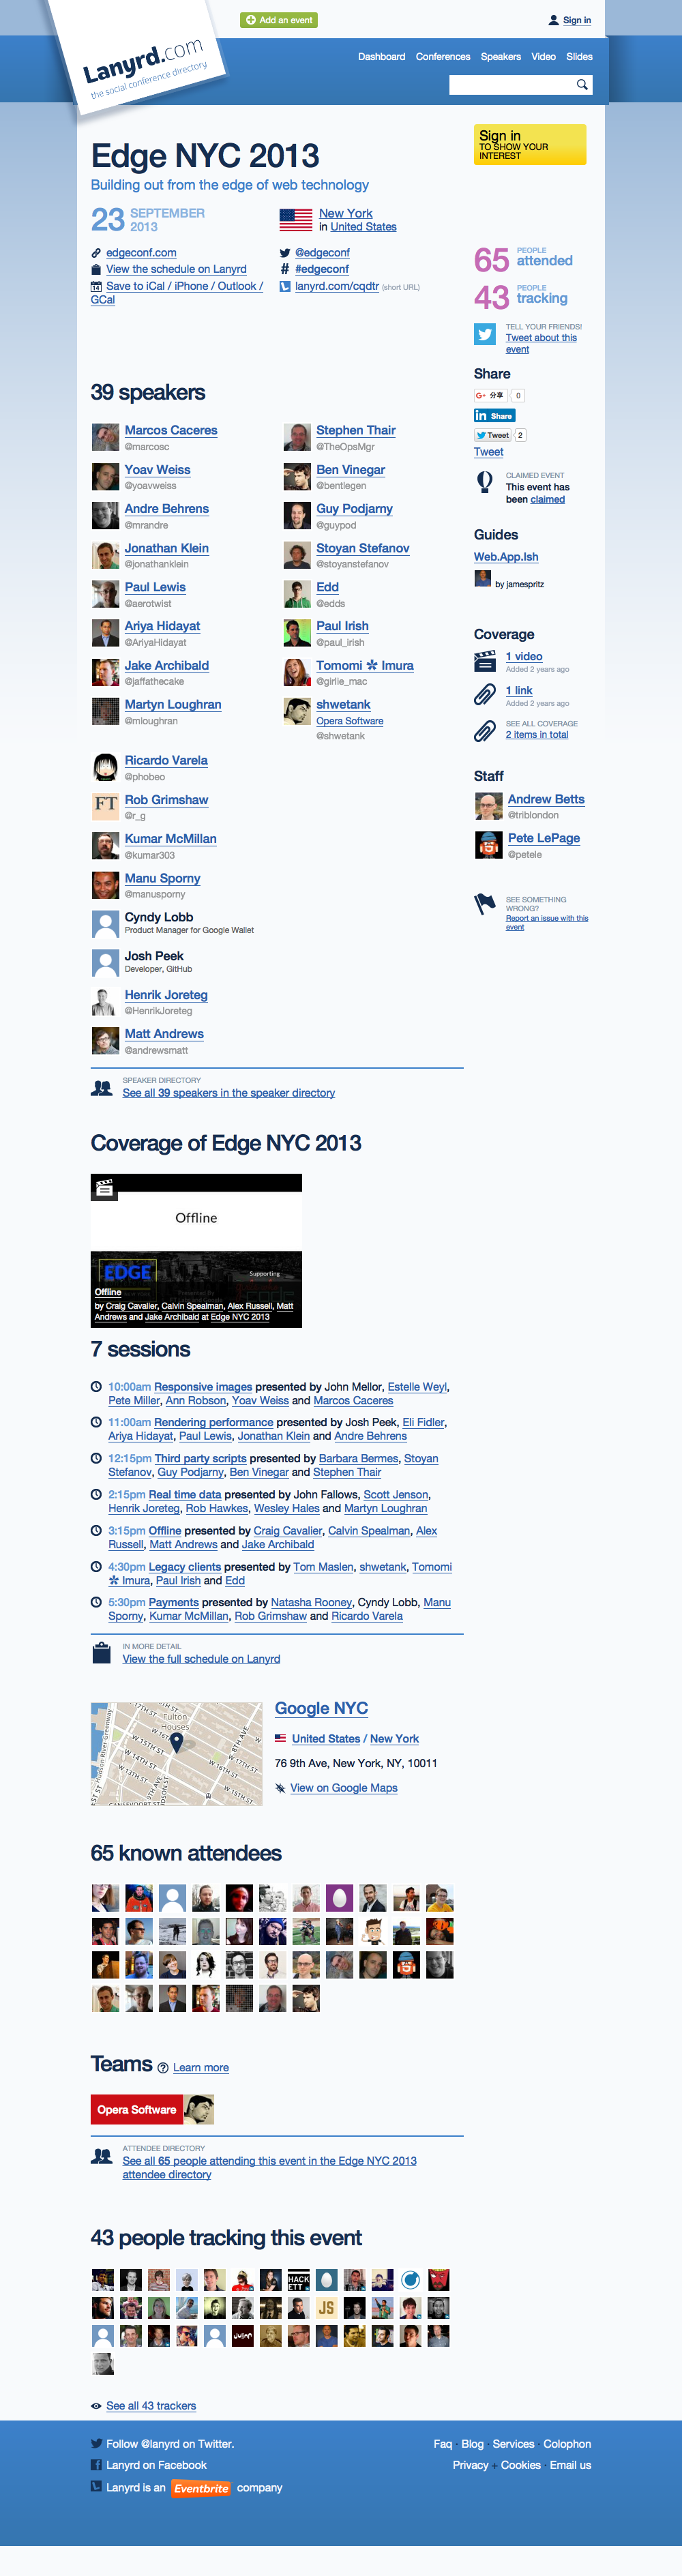 Add an event
Sign in
Lanyrd.com
the social conference directory
Dashboard Conferences Speakers Video Slides
Edge NYC 2013
Building out from the edge of web technology
23 SEPTEMBER 2013
New York
in United States
edgeconf.com
View the schedule on Lanyrd
Save to iCal / iPhone / Outlook /
GCal
@edgeconf
#edgeconf
lanyrd.com/cqdtr (short URL)
Sign in
TO SHOW YOUR
INTEREST
65 PEOPLE attended
43 PEOPLE tracking
TELL YOUR FRIENDS!
Tweet about this
event
Share
分享 0
Share
Tweet 2
Tweet
CLAIMED EVENT
This event has
been claimed
Guides
Web.App.lsh
by jamespritz
Coverage
1 video
Added 2 years ago
1 link
Added 2 years ago
SEE ALL COVERAGE
2 items in total
Staff
Andrew Betts
@triblondon
Pete LePage
@petele
SEE SOMETHING
WRONG?
Report an issue with this
event
39 speakers
Marcos Caceres
@marcosc
Stephen Thair
@TheOpsMgr
Yoav Weiss
@yoavweiss
Ben Vinegar
@bentlegen
Andre Behrens
@mrandre
Guy Podjarny
@guypod
Jonathan Klein
@jonathanklein
Stoyan Stefanov
@stoyanstefanov
Paul Lewis
@aerotwist
Edd
@edds
Ariya Hidayat
@AriyaHidayat
Paul Irish
@paul_irish
Jake Archibald
@jaffathecake
Tomomi ✼ Imura
@girlie_mac
Martyn Loughran
@mloughran
shwetank
Opera Software
@shwetank
Ricardo Varela
@phobeo
FT
Rob Grimshaw
@r_g
Kumar McMillan
@kumar303
Manu Sporny
@manusporny
Cyndy Lobb
Product Manager for Google Wallet
Josh Peek
Developer, GitHub
Henrik Joreteg
@HenrikJoreteg
Matt Andrews
@andrewsmatt
SPEAKER DIRECTORY
See all 39 speakers in the speaker directory
Coverage of Edge NYC 2013
Offline
EDGE
Supporting
Offline
by Craig Cavalier, Calvin Spealman, Alex Russell, Matt
Andrews and Jake Archibald at Edge NYC 2013
7 sessions
10:00am Responsive images presented by John Mellor, Estelle Weyl,
Pete Miller, Ann Robson, Yoav Weiss and Marcos Caceres
11:00am Rendering performance presented by Josh Peek, Eli Fidler,
Ariya Hidayat, Paul Lewis, Jonathan Klein and Andre Behrens
12:15pm Third party scripts presented by Barbara Bermes, Stoyan
Stefanov, Guy Podjarny, Ben Vinegar and Stephen Thair
2:15pm Real time data presented by John Fallows, Scott Jenson,
Henrik Joreteg, Rob Hawkes, Wesley Hales and Martyn Loughran
3:15pm Offline presented by Craig Cavalier, Calvin Spealman, Alex
Russell, Matt Andrews and Jake Archibald
4:30pm Legacy clients presented by Tom Maslen, shwetank, Tomomi
✼ Imura, Paul Irish and Edd
5:30pm Payments presented by Natasha Rooney, Cyndy Lobb, Manu
Sporny, Kumar McMillan, Rob Grimshaw and Ricardo Varela
IN MORE DETAIL
View the full schedule on Lanyrd
Fulton
Houses
W 15TH ST
W 14TH ST
W 13TH ST
8TH AVE
Hudson River Greenway
Google NYC
United States / New York
76 9th Ave, New York, NY, 10011
View on Google Maps
65 known attendees
Teams Learn more
Opera Software
ATTENDEE DIRECTORY
See all 65 people attending this event in the Edge NYC 2013
attendee directory
43 people tracking this event
HACK
ETT
JS
See all 43 trackers
Follow @lanyrd on Twitter.
Lanyrd on Facebook
Lanyrd is an Eventbrite company
Faq · Blog · Services · Colophon
Privacy + Cookies · Email us